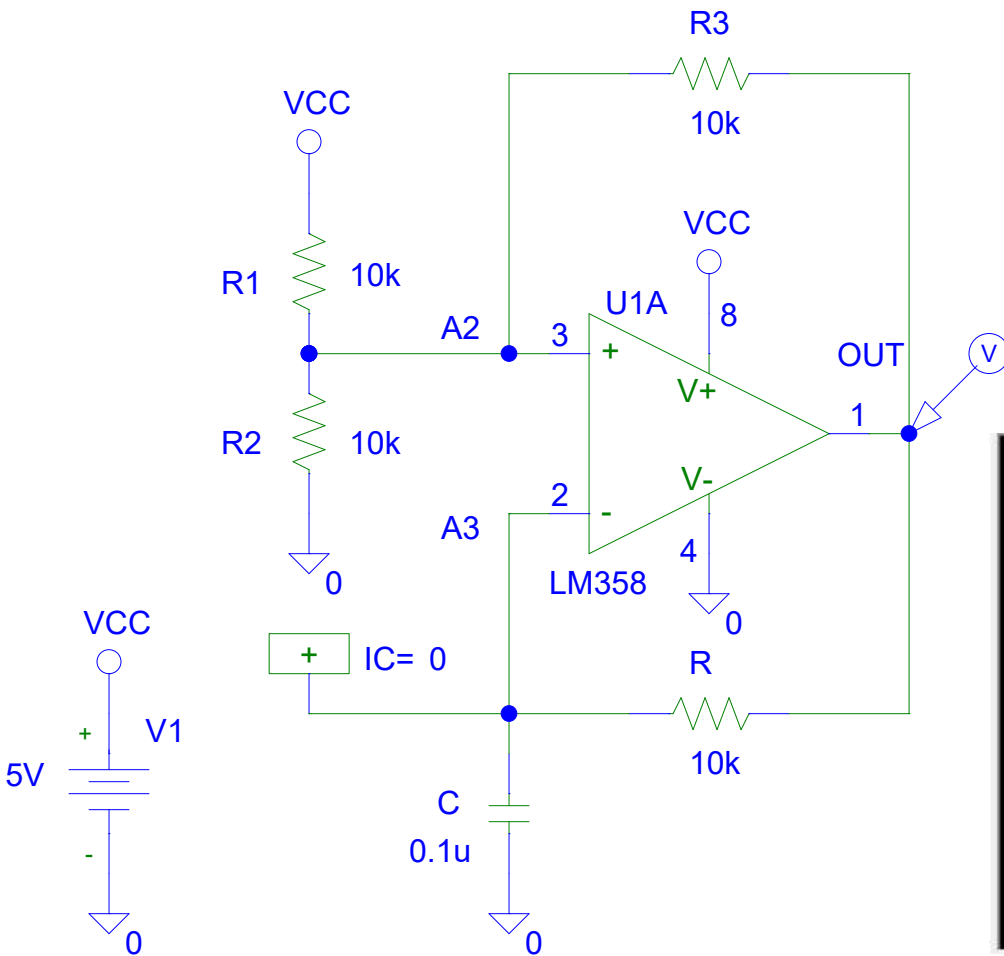 R3
10k
VCC
VCC
R1
10k
U1A
8
A2
3
+
V+
OUT
V
1
R2
10k
V-
2
-
A3
4
LM358
0
0
VCC
+
IC= 0
R
10k
+
V1
5V
C
0.1u
-
0
0